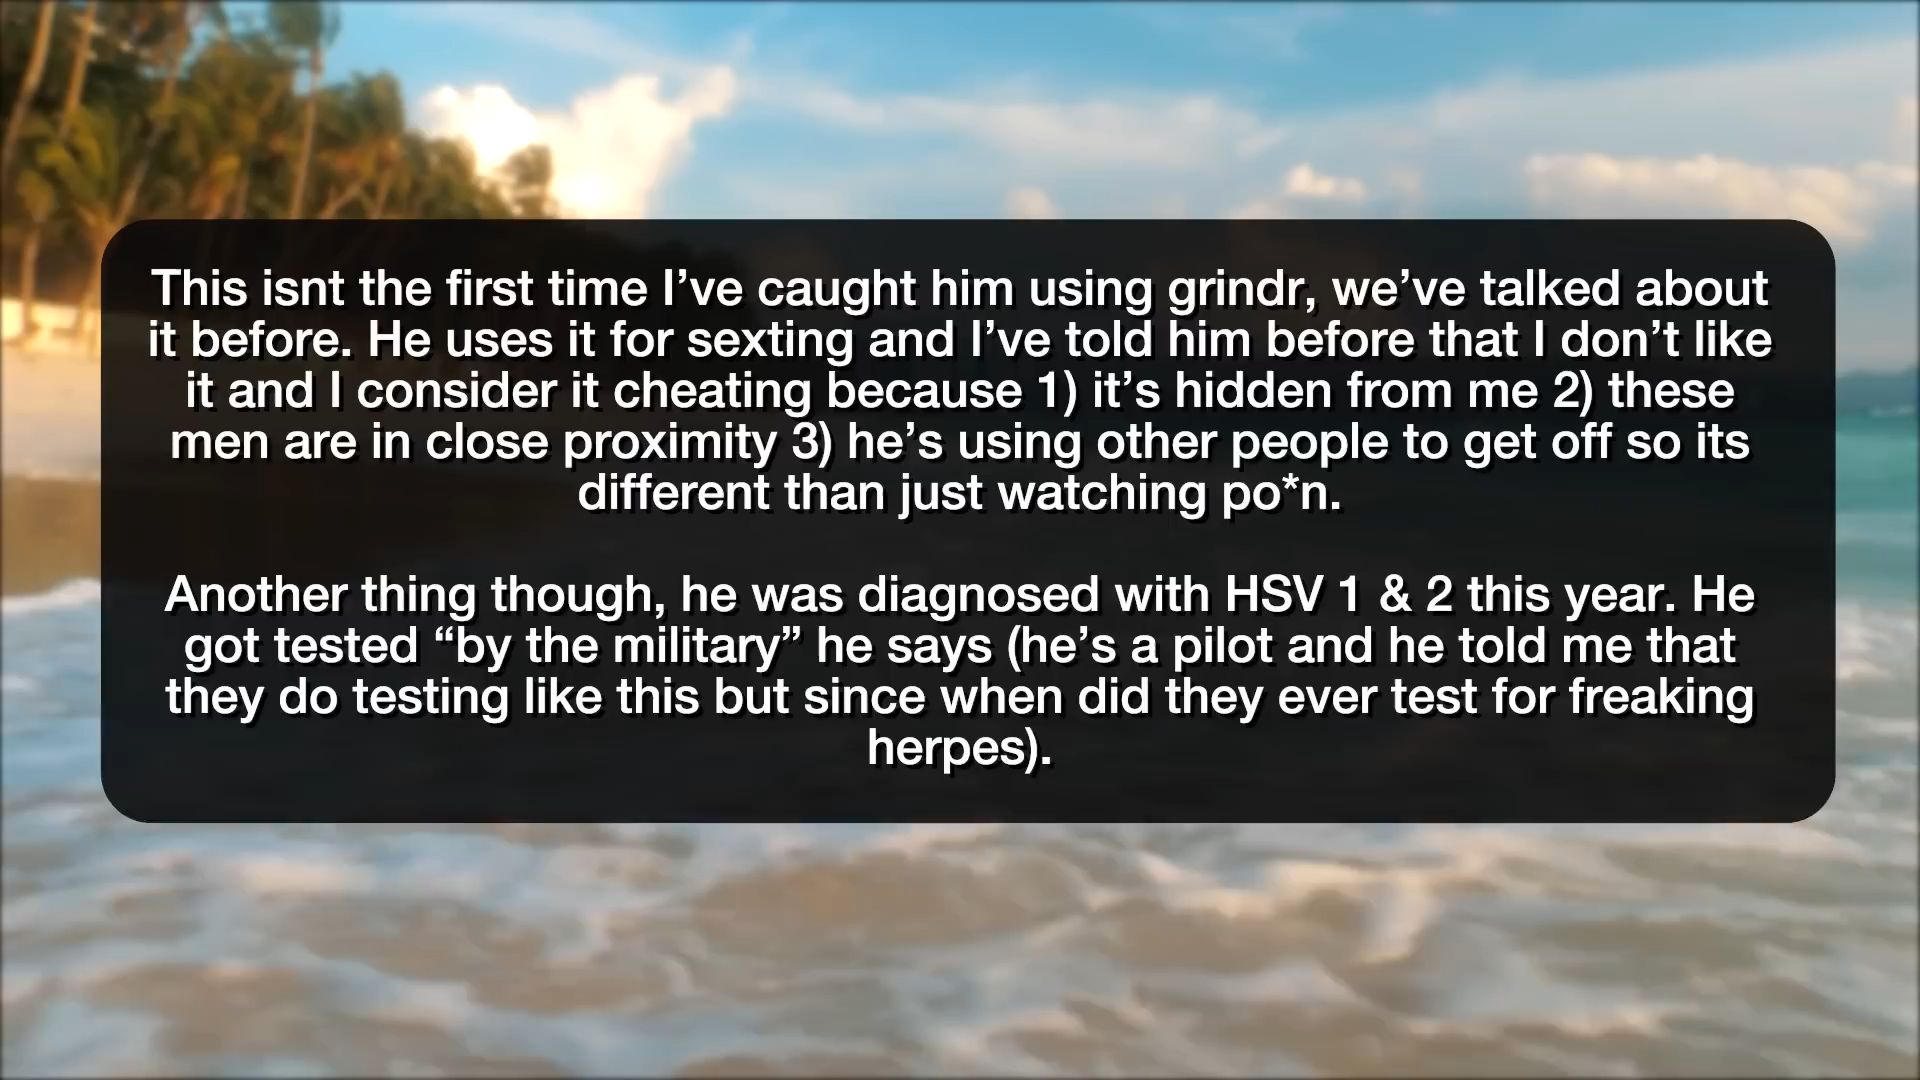 This isnt the first time I’ve caught him using grindr, we’ve talked about
it before. He uses it for sexting and I’ve told him before that I don’t like
it and I consider it cheating because 1) it’s hidden from me 2) these
men are in close proximity 3) he’s using other people to get off so its
different than just watching po*n.
Another thing though, he was diagnosed with HSV 1 & 2 this year. He
got tested “by the military” he says (he’s a pilot and he told me that
they do testing like this but since when did they ever test for freaking
herpes).